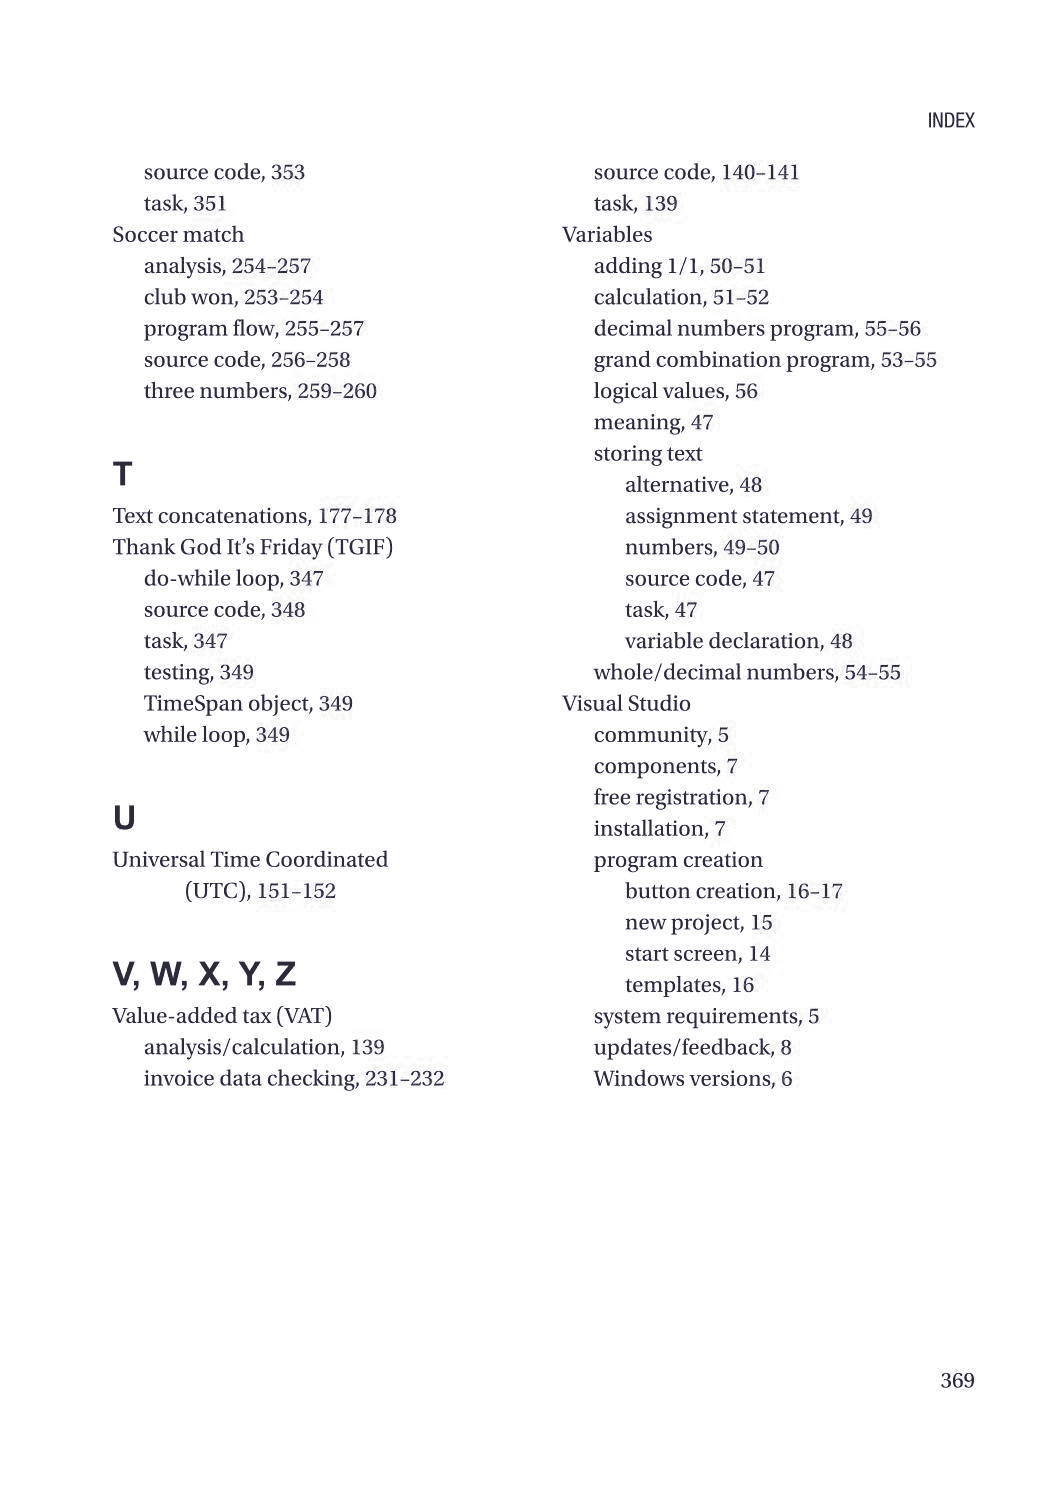 INDEX
source code, 353
task, 351
Soccer match
analysis, 254–257
club won, 253–254
program flow, 255–257
source code, 256–258
three numbers, 259–260
T
Text concatenations, 177–178
Thank God It’s Friday (TGIF)
do-while loop, 347
source code, 348
task, 347
testing, 349
TimeSpan object, 349
while loop, 349
U
Universal Time Coordinated
(UTC), 151–152
V, W, X, Y, Z
Value-added tax (VAT)
analysis/calculation, 139
invoice data checking, 231–232
source code, 140–141
task, 139
Variables
adding 1/1, 50–51
calculation, 51–52
decimal numbers program, 55–56
grand combination program, 53–55
logical values, 56
meaning, 47
storing text
alternative, 48
assignment statement, 49
numbers, 49–50
source code, 47
task, 47
variable declaration, 48
whole/decimal numbers, 54–55
Visual Studio
community, 5
components, 7
free registration, 7
installation, 7
program creation
button creation, 16–17
new project, 15
start screen, 14
templates, 16
system requirements, 5
updates/feedback, 8
Windows versions, 6
369